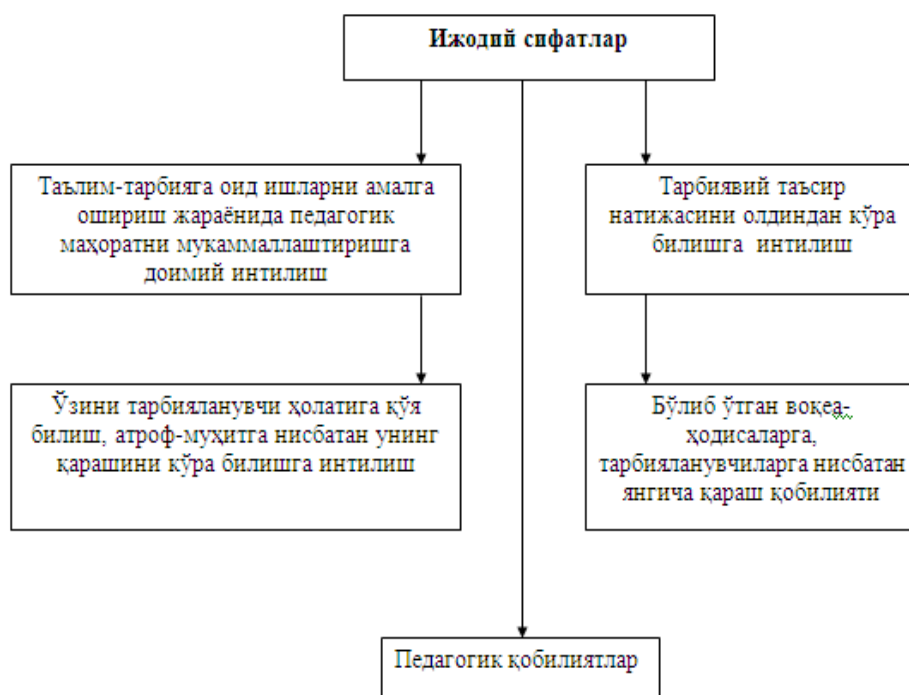 Ижодий сифатлар
Таълим-тарбияга оид ишларни амалга
ошириш жараёнида педагогик
маҳоратни мукаммаллаштиришга
доимий интилиш
Тарбиявий таъсир
натижасини олдиндан кўра
билишга интилиш
Ўзини тарбияланувчи ҳолатига қўя
билиш, атроф-муҳитга нисбатан унинг
қарашини кўра билишга интилиш
Бўлиб ўтган воқеа-
ҳодисаларга,
тарбияланувчиларга нисбатан
янгича қараш қобилияти
Педагогик қобилиятлар